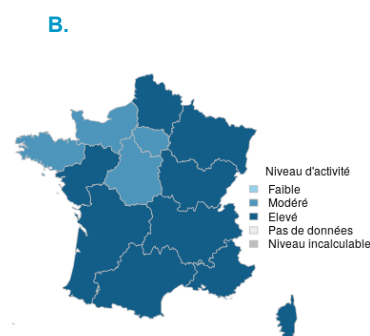 B.
Niveau d'activité
Faible
Modéré
Elevé
Pas de données
Niveau incalculable